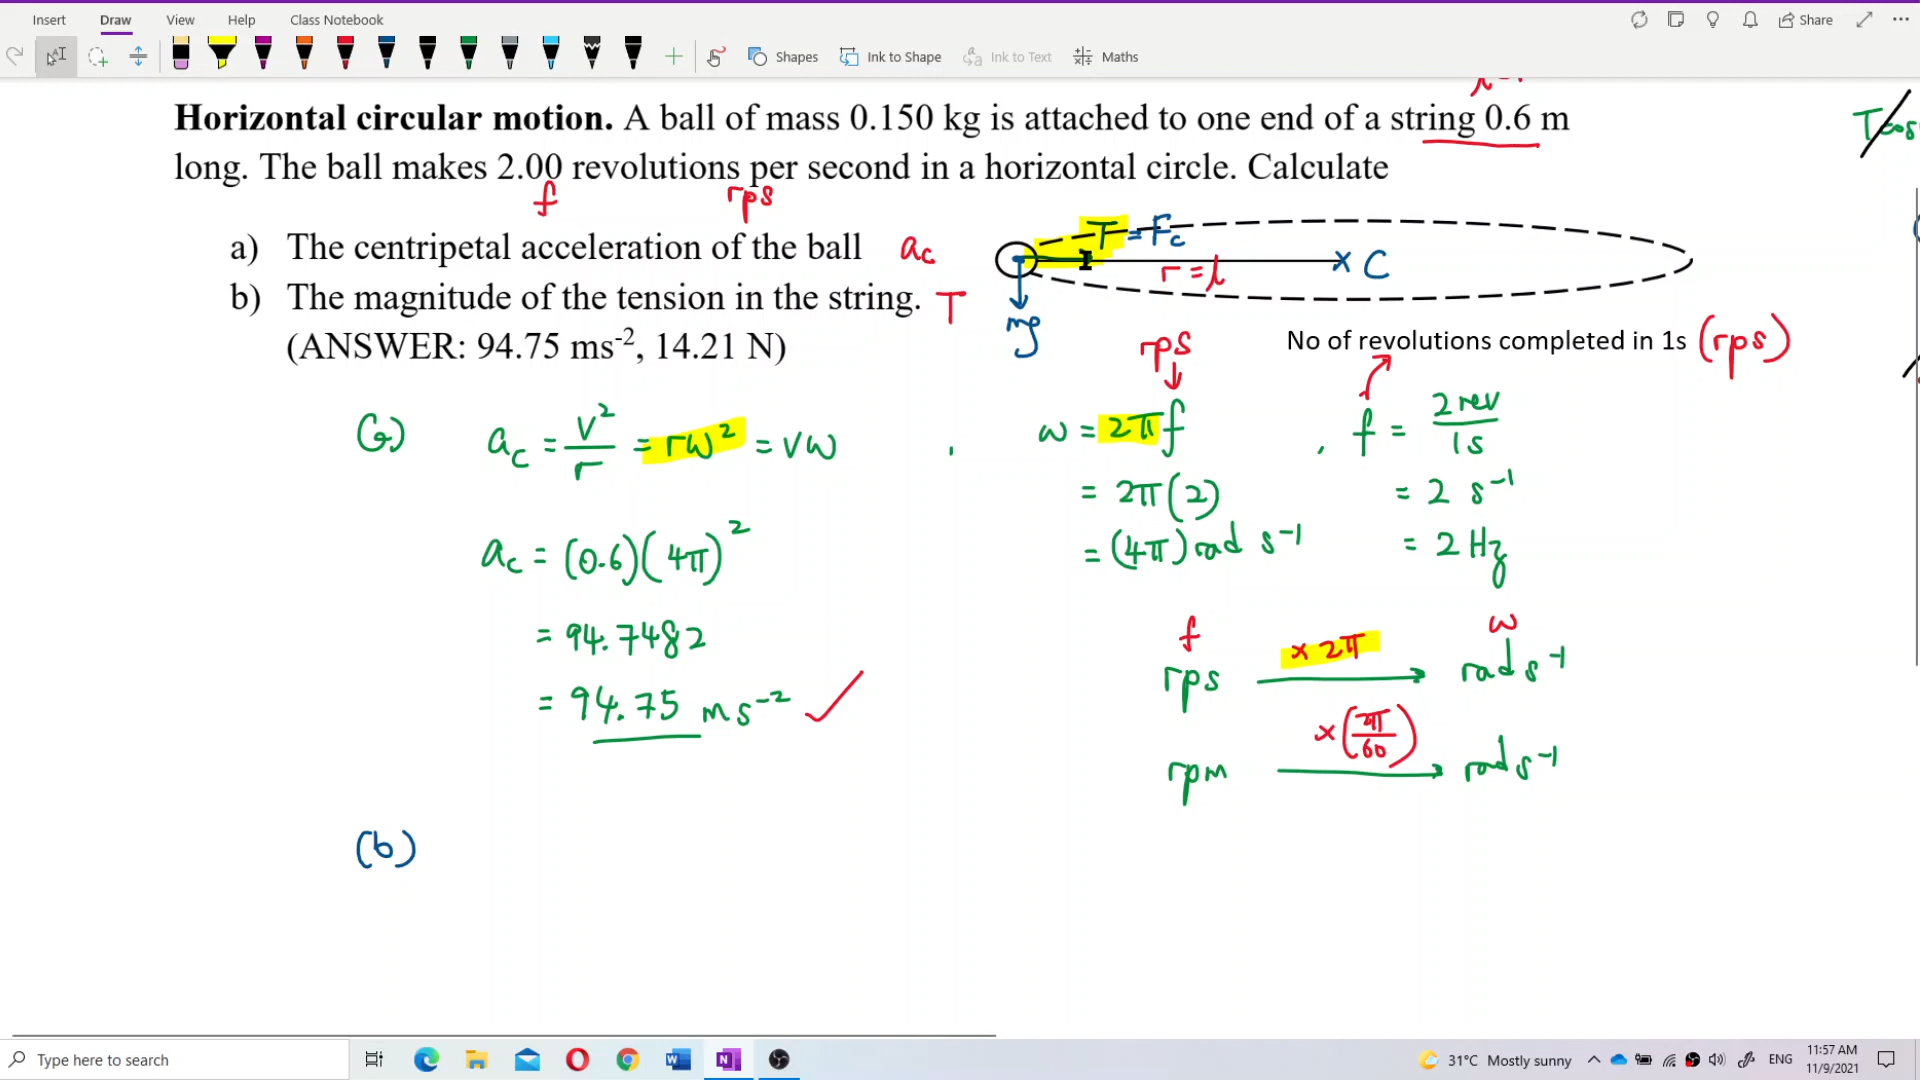 Insert Draw View Help Class Notebook Share
Shapes Ink to Shape Ink to Text Maths
Horizontal circular motion. A ball of mass 0.150 kg is attached to one end of a string 0.6 m
long. The ball makes 2.00 revolutions per second in a horizontal circle. Calculate
f rps
a) The centripetal acceleration of the ball ac
b) The magnitude of the tension in the string. T
(ANSWER: 94.75 ms-2, 14.21 N)
T = Fc
r = l
× C
mg
No of revolutions completed in 1s (rps)
rps
(a) ac = v²/r = rω² = vω ,
ω = 2πf , f = 2 rev/1s
= 2π(2) = 2 s⁻¹
= (4π) rad s⁻¹ = 2 Hz
ac = (0.6)(4π)²
= 94.7482
= 94.75 ms⁻²
f ω
rps × 2π rad s⁻¹
rpm ×(2π/60) rad s⁻¹
(b)
Type here to search
31°C Mostly sunny ENG 11:57 AM
11/9/2021